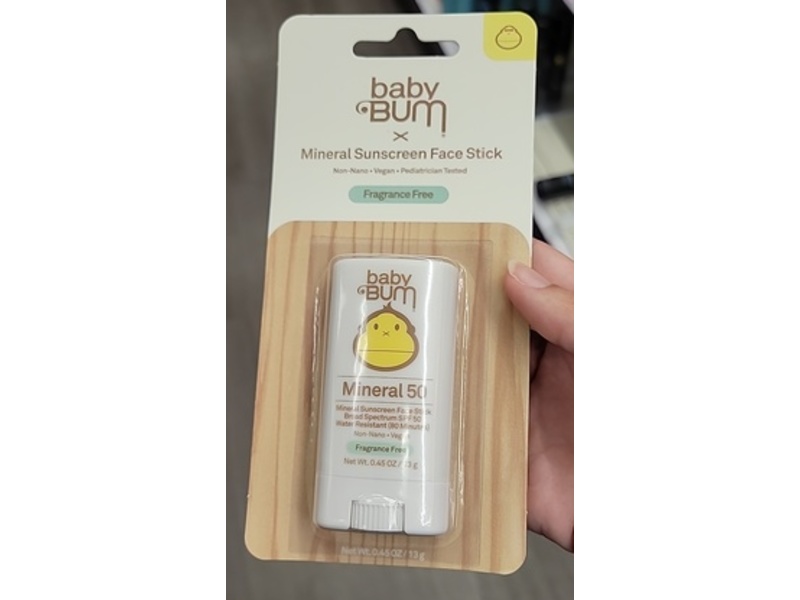 baby
BUM
Mineral Sunscreen Face Stick
Non-Nano • Vegan • Pediatrician Tested
Fragrance Free
baby
BUM
Mineral 50
Mineral Sunscreen Face Stick
Broad Spectrum SPF 50
Water Resistant (80 Minutes)
Non-Nano • Vegan
Fragrance Free
Net Wt. 0.45 OZ / 13 g
Net Wt. 0.45 OZ / 13 g